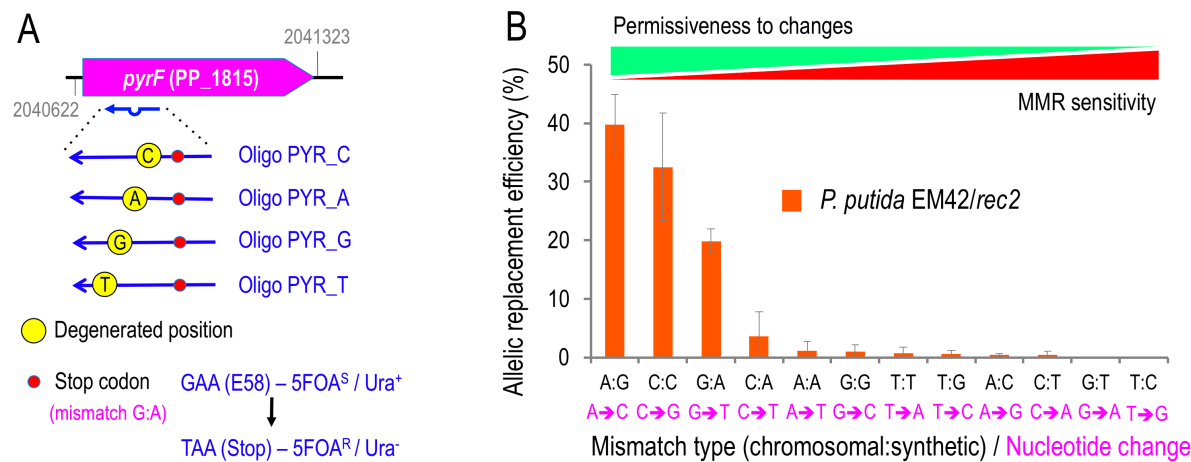 A
2041323
pyrF (PP_1815)
2040622
C
Oligo PYR_C
A
Oligo PYR_A
G
Oligo PYR_G
T
Oligo PYR_T
Degenerated position
Stop codon
(mismatch G:A)
GAA (E58) – 5FOAS / Ura+
TAA (Stop) – 5FOAR / Ura-
B
Permissiveness to changes
MMR sensitivity
Allelic replacement efficiency (%)
50
40
30
20
10
0
P. putida EM42/rec2
A:G C:C G:A C:A A:A G:G T:T T:G A:C C:T G:T T:C
A➔C C➔G G➔T C➔T A➔T G➔C T➔A T➔C A➔G C➔A G➔A T➔G
Mismatch type (chromosomal:synthetic) / Nucleotide change